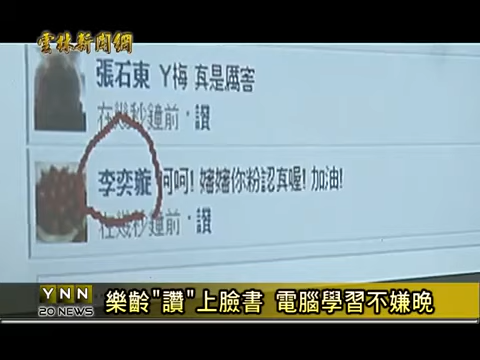 雲林新聞網
張石東 ㄚ梅 真是厲害
在幾秒鐘前・讚
李奕璇 呵呵! 嬸嬸你粉認真喔! 加油!
在幾秒鐘前・讚
YNN
20 NEWS
樂齡"讚"上臉書 電腦學習不嫌晚